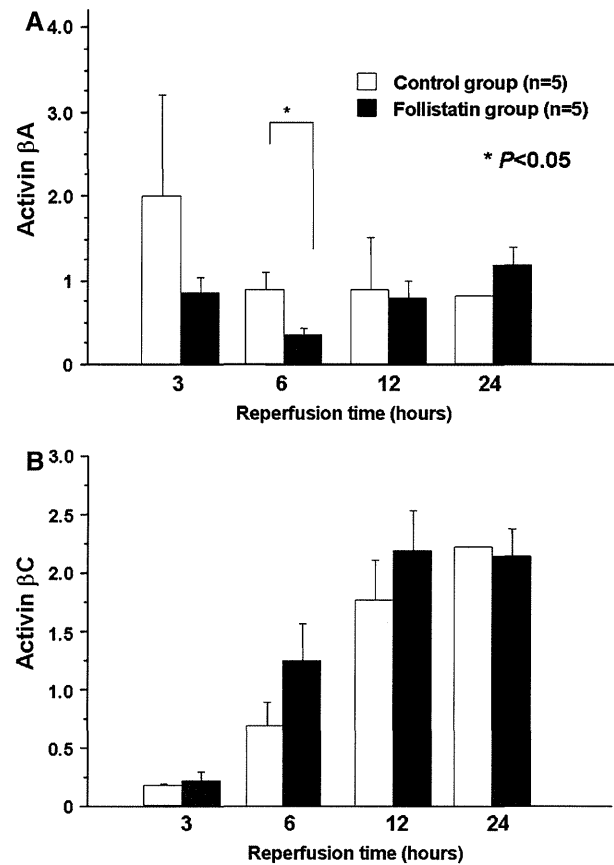 A
4.0
3.0
2.0
1
0
Activin βA
Control group (n=5)
Follistatin group (n=5)
*
* P<0.05
3 6 12 24
Reperfusion time (hours)
B
3.0
2.5
2.0
1.5
1.0
0.5
0
Activin βC
3 6 12 24
Reperfusion time (hours)